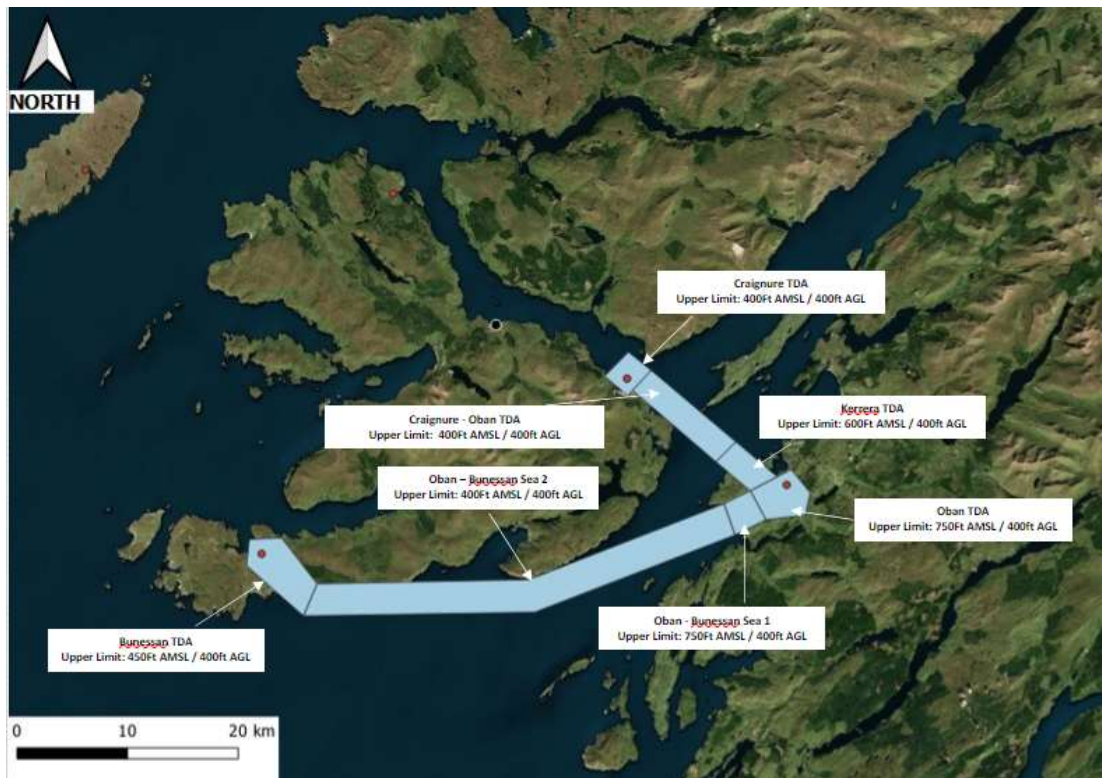 NORTH
Craignure TDA
Upper Limit: 400Ft AMSL / 400ft AGL
Craignure - Oban TDA
Upper Limit: 400Ft AMSL / 400ft AGL
Kerrera TDA
Upper Limit: 600Ft AMSL / 400ft AGL
Oban – Bunessan Sea 2
Upper Limit: 400Ft AMSL / 400ft AGL
Oban TDA
Upper Limit: 750Ft AMSL / 400ft AGL
Oban - Bunessan Sea 1
Upper Limit: 750Ft AMSL / 400ft AGL
Bunessan TDA
Upper Limit: 450Ft AMSL / 400ft AGL
0 10 20 km